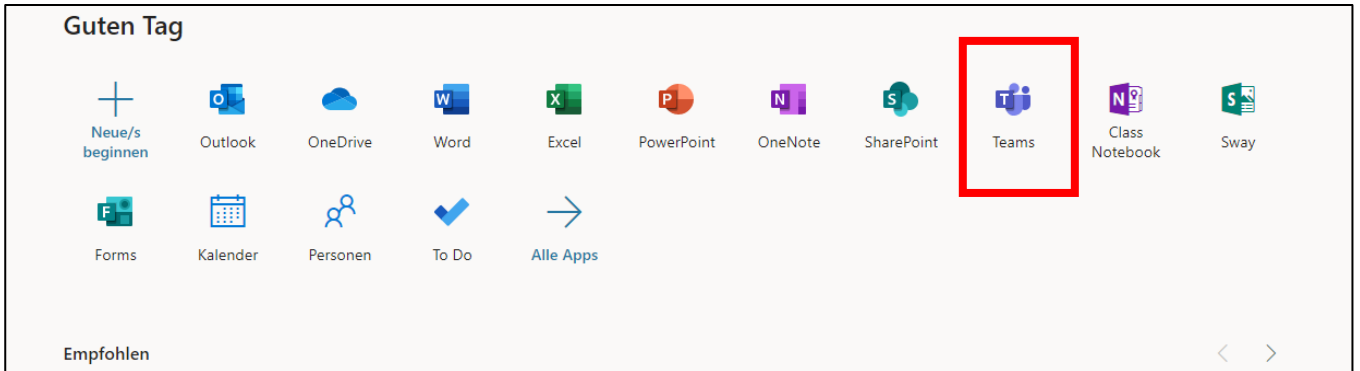 Guten Tag
Neue/s
beginnen
Outlook
OneDrive
Word
Excel
PowerPoint
OneNote
SharePoint
Teams
Class
Notebook
Sway
Forms
Kalender
Personen
To Do
Alle Apps
Empfohlen